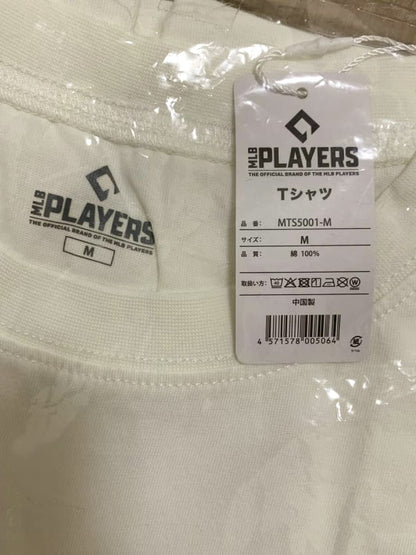 MLB PLAYERS
THE OFFICIAL BRAND OF THE MLB PLAYERS
M
MLB PLAYERS
THE OFFICIAL BRAND OF THE MLB PLAYERS
Tシャツ
品 番: MTS5001-M
サイズ: M
品 質: 綿 100%
取扱い方:
中国製
4 571578 005064